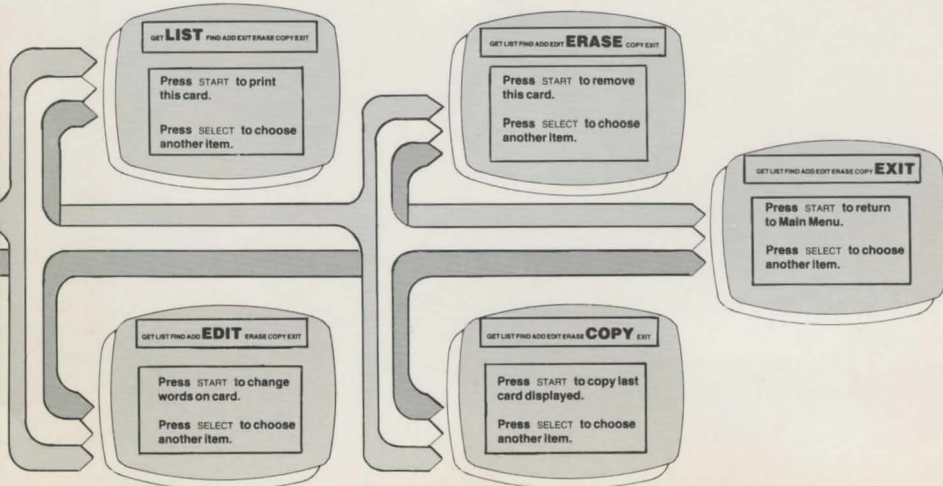 GET LIST FIND ADD EXIT ERASE COPY EXIT
Press START to print
this card.
Press SELECT to choose
another item.
GET LIST FIND ADD EDIT ERASE COPY EXIT
Press START to remove
this card.
Press SELECT to choose
another item.
GET LIST FIND ADD EDIT ERASE COPY EXIT
Press START to return
to Main Menu.
Press SELECT to choose
another item.
GET LIST FIND ADD EDIT ERASE COPY EXIT
Press START to change
words on card.
Press SELECT to choose
another item.
GET LIST FIND ADD EDIT ERASE COPY EXIT
Press START to copy last
card displayed.
Press SELECT to choose
another item.